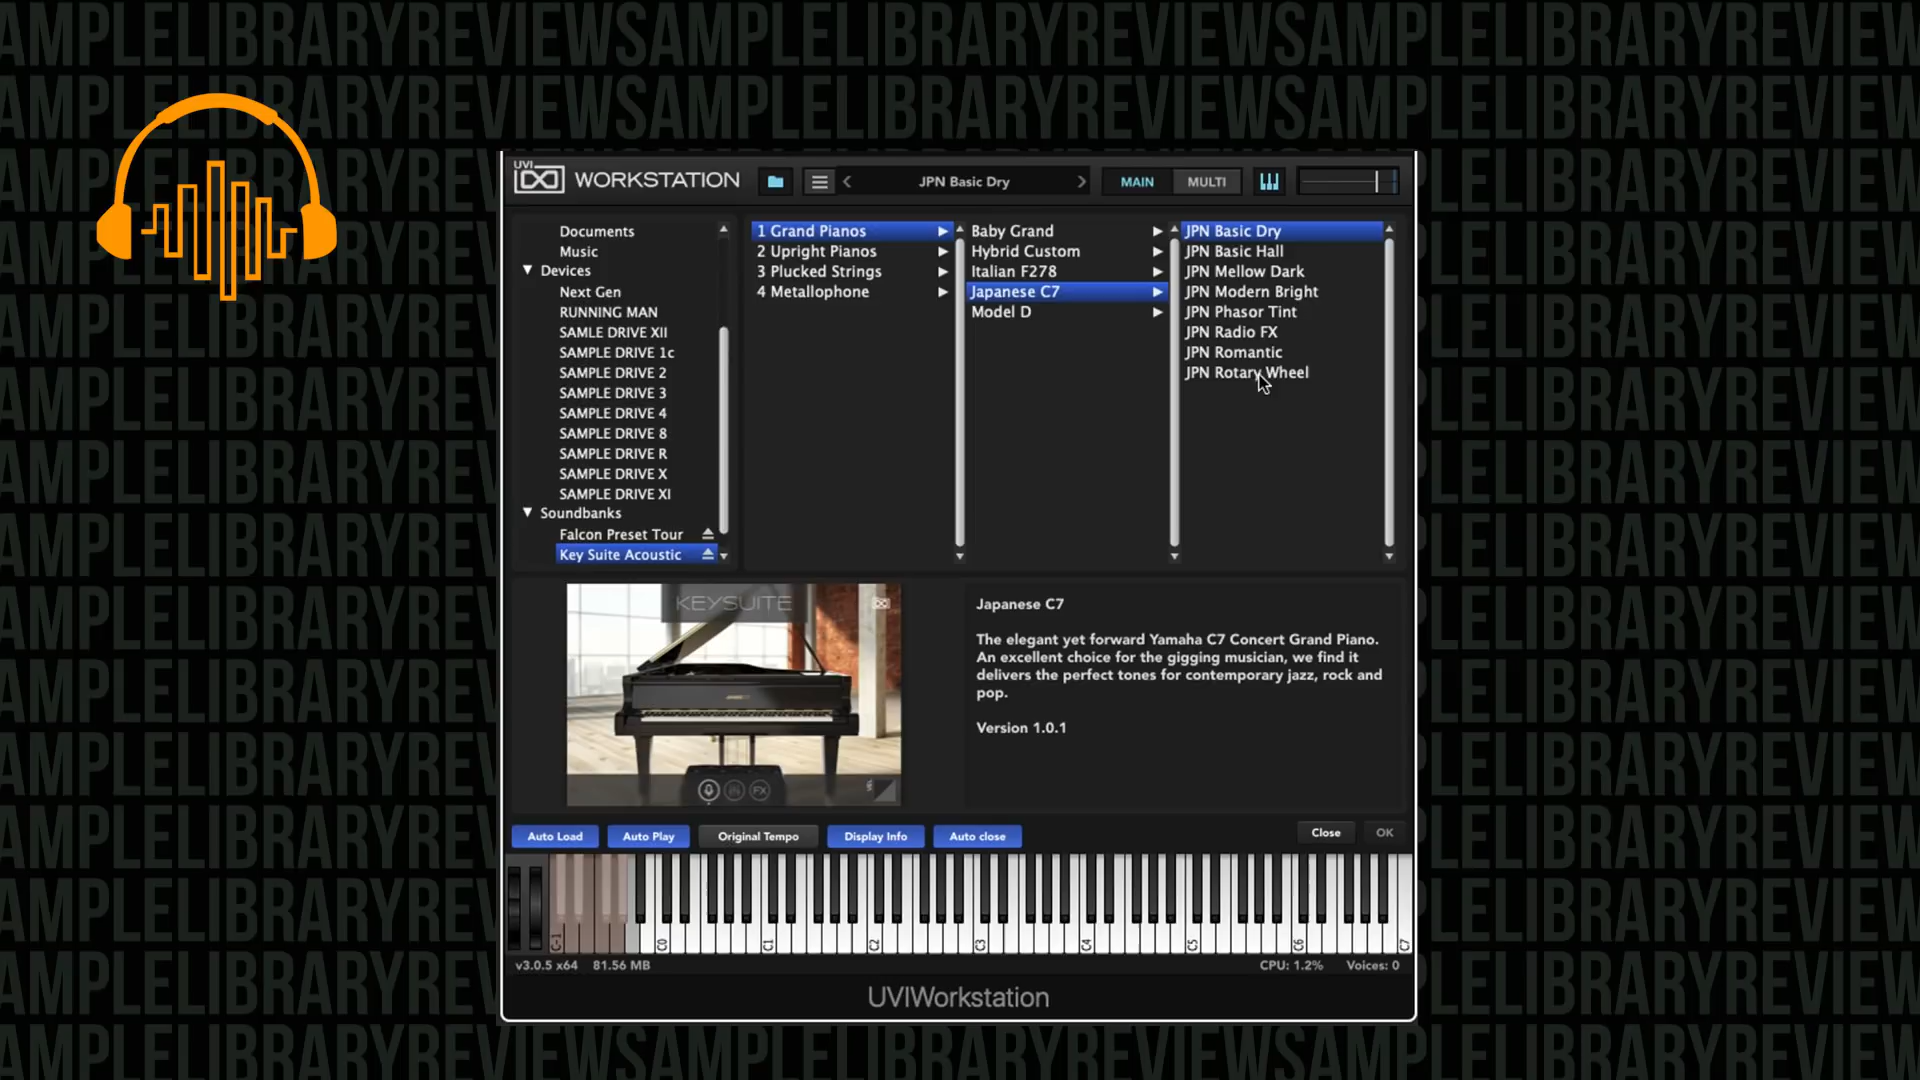 SAMPLELIBRARYREVIEWSAMPLELIBRARYREVIEWSAMPLELIBRARYREVIEW
UVI WORKSTATION
JPN Basic Dry
MAIN
MULTI
Documents
Music
Devices
Next Gen
RUNNING MAN
SAMLE DRIVE XII
SAMPLE DRIVE 1c
SAMPLE DRIVE 2
SAMPLE DRIVE 3
SAMPLE DRIVE 4
SAMPLE DRIVE 8
SAMPLE DRIVE R
SAMPLE DRIVE X
SAMPLE DRIVE XI
Soundbanks
Falcon Preset Tour
Key Suite Acoustic
1 Grand Pianos
2 Upright Pianos
3 Plucked Strings
4 Metallophone
Baby Grand
Hybrid Custom
Italian F278
Japanese C7
Model D
JPN Basic Dry
JPN Basic Hall
JPN Mellow Dark
JPN Modern Bright
JPN Phasor Tint
JPN Radio FX
JPN Romantic
JPN Rotary Wheel
KEYSUITE
FX
VEL
Japanese C7
The elegant yet forward Yamaha C7 Concert Grand Piano.
An excellent choice for the gigging musician, we find it
delivers the perfect tones for contemporary jazz, rock and
pop.
Version 1.0.1
Auto Load
Auto Play
Original Tempo
Display Info
Auto close
Close
OK
C-1
C0
C1
C2
C3
C4
C5
C6
C7
v3.0.5 x64
81.56 MB
CPU: 1.2%
Voices: 0
UVIWorkstation